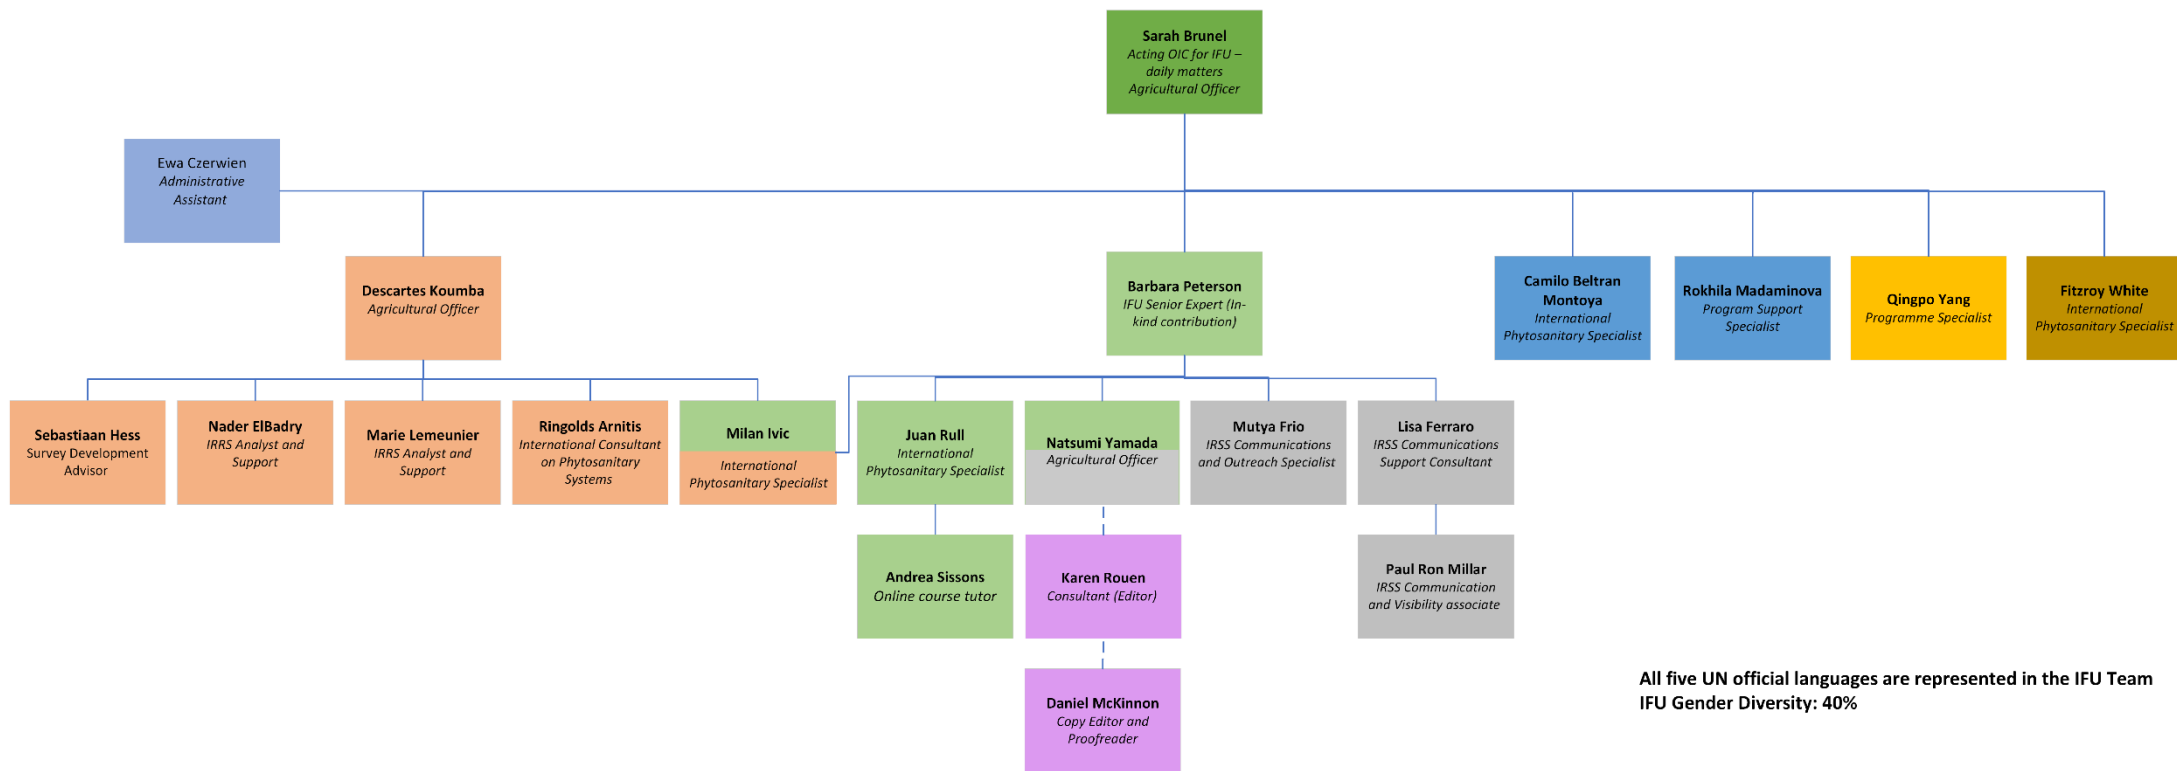 Sarah Brunel
Acting OIC for IFU –
daily matters
Agricultural Officer
Ewa Czerwien
Administrative
Assistant
Descartes Koumba
Agricultural Officer
Barbara Peterson
IFU Senior Expert (In-
kind contribution)
Camilo Beltran
Montoya
International
Phytosanitary Specialist
Rokhila Madaminova
Program Support
Specialist
Qingpo Yang
Programme Specialist
Fitzroy White
International
Phytosanitary Specialist
Sebastiaan Hess
Survey Development
Advisor
Nader ElBadry
IRRS Analyst and
Support
Marie Lemeunier
IRRS Analyst and
Support
Ringolds Arnitis
International Consultant
on Phytosanitary
Systems
Milan Ivic
International
Phytosanitary Specialist
Juan Rull
International
Phytosanitary Specialist
Natsumi Yamada
Agricultural Officer
Mutya Frio
IRSS Communications
and Outreach Specialist
Lisa Ferraro
IRSS Communications
Support Consultant
Andrea Sissons
Online course tutor
Karen Rouen
Consultant (Editor)
Paul Ron Millar
IRSS Communication
and Visibility associate
Daniel McKinnon
Copy Editor and
Proofreader
All five UN official languages are represented in the IFU Team
IFU Gender Diversity: 40%